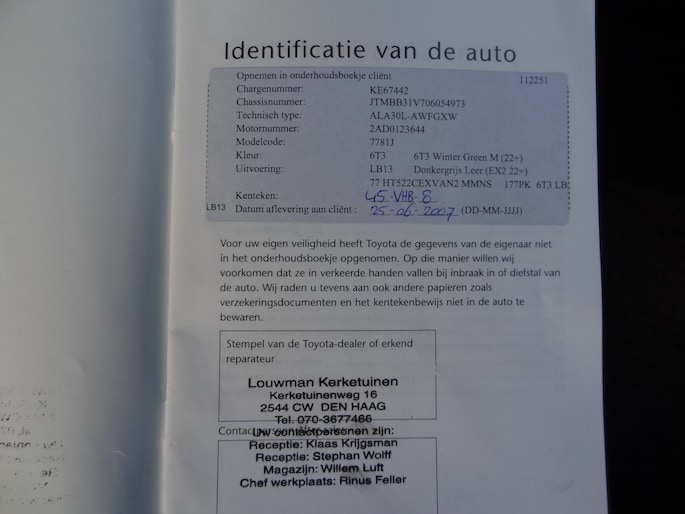 Identificatie van de auto
Opnemen in onderhoudsboekje cliënt 112251
Chargenummer: KE67442
Chassisnummer: JTMBB31V706054973
Technisch type: ALA30L-AWFGXW
Motornummer: 2AD0123644
Modelcode: 7781J
Kleur: 6T3 6T3 Winter Green M (22+)
Uitvoering: LB13 Donkergrijs Leer (EX2 22+)
77 HT522CEXVAN2 MMNS 177PK 6T3 LB
Kenteken: 45-VHB-8
LB13 Datum aflevering aan cliënt : 25-06-2007 (DD-MM-JJJJ)
Voor uw eigen veiligheid heeft Toyota de gegevens van de eigenaar niet
in het onderhoudsboekje opgenomen. Op die manier willen wij
voorkomen dat ze in verkeerde handen vallen bij inbraak in of diefstal van
de auto. Wij raden u tevens aan ook andere papieren zoals
verzekeringsdocumenten en het kentekenbewijs niet in de auto te
bewaren.
Stempel van de Toyota-dealer of erkend
reparateur
Louwman Kerketuinen
Kerketuinenweg 16
2544 CW DEN HAAG
Tel. 070-3677466
Uw contactpersonen zijn:
Receptie: Klaas Krijgsman
Receptie: Stephan Wolff
Magazijn: Willem Luft
Chef werkplaats: Rinus Feller